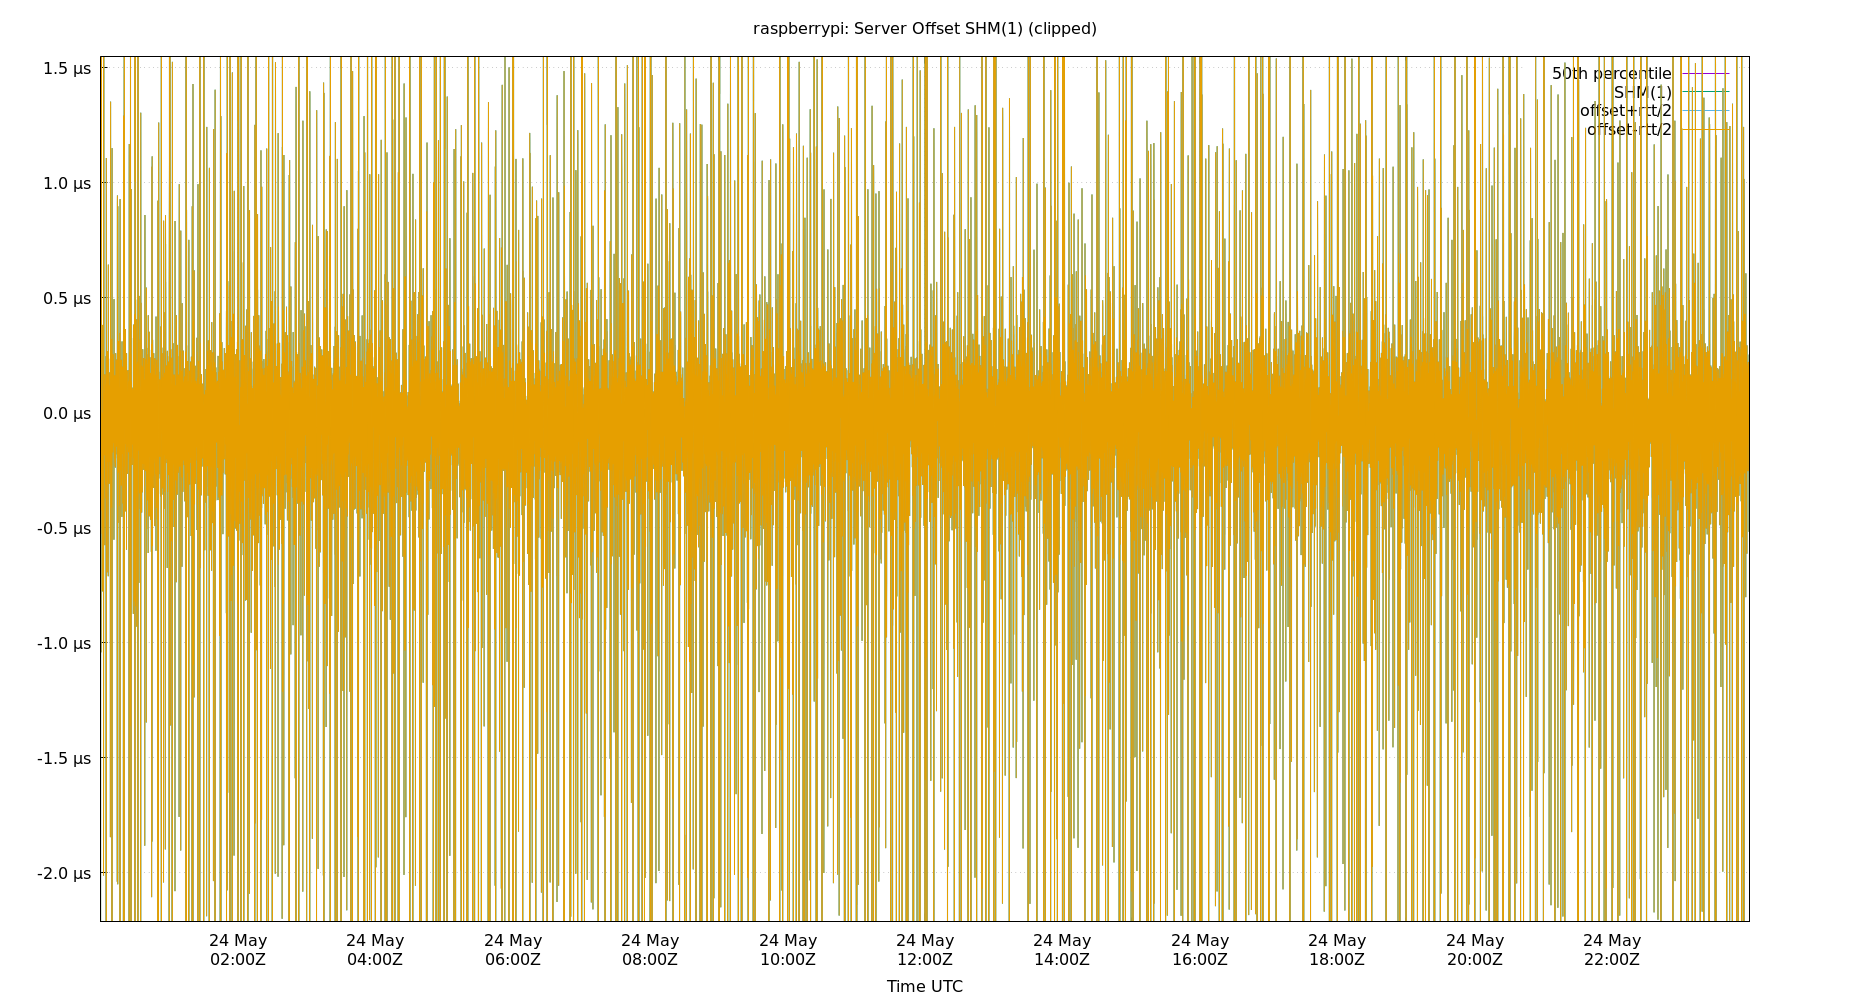 raspberrypi: Server Offset SHM(1) (clipped)
1.5 µs
1.0 µs
0.5 µs
0.0 µs
-0.5 µs
-1.0 µs
-1.5 µs
-2.0 µs
50th percentile
SHM(1)
offset+rtt/2
offset-rtt/2
24 May 24 May 24 May 24 May 24 May 24 May 24 May 24 May 24 May 24 May 24 May
02:00Z 04:00Z 06:00Z 08:00Z 10:00Z 12:00Z 14:00Z 16:00Z 18:00Z 20:00Z 22:00Z
Time UTC